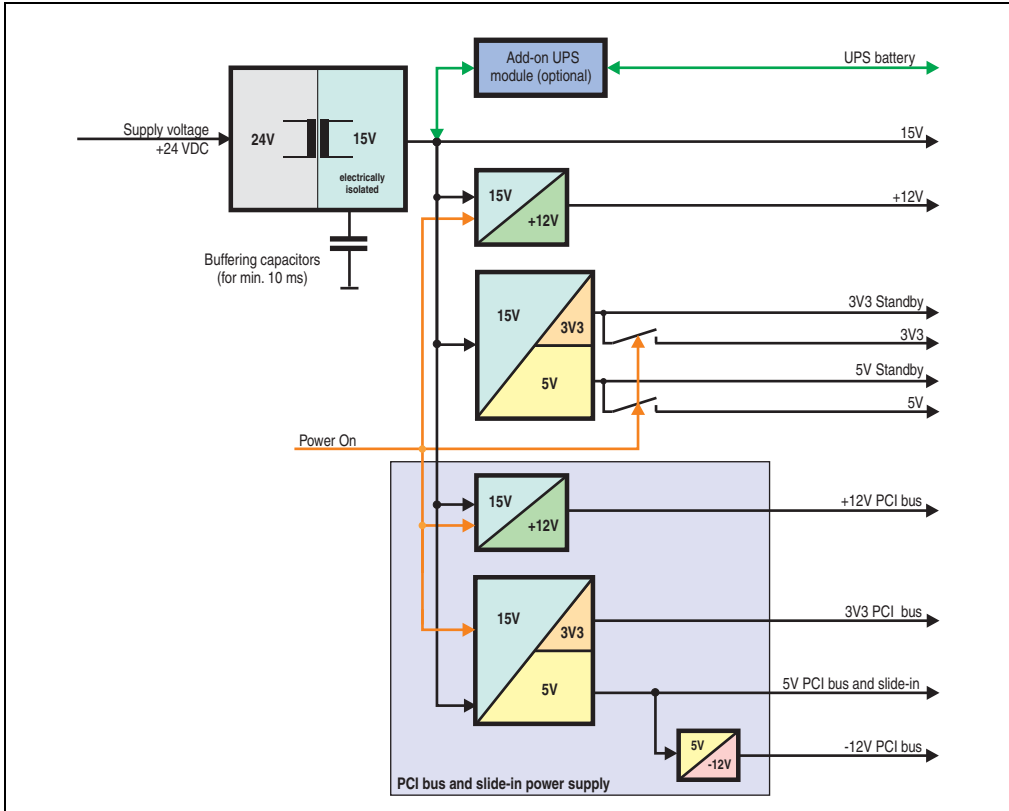 Add-on UPS
module (optional)
UPS battery
Supply voltage
+24 VDC
24V
15V
electrically
isolated
15V
15V
+12V
+12V
Buffering capacitors
(for min. 10 ms)
15V
3V3
5V
3V3 Standby
3V3
5V Standby
5V
Power On
15V
+12V
+12V PCI bus
15V
3V3
5V
3V3 PCI bus
5V PCI bus and slide-in
5V
-12V
-12V PCI bus
PCI bus and slide-in power supply